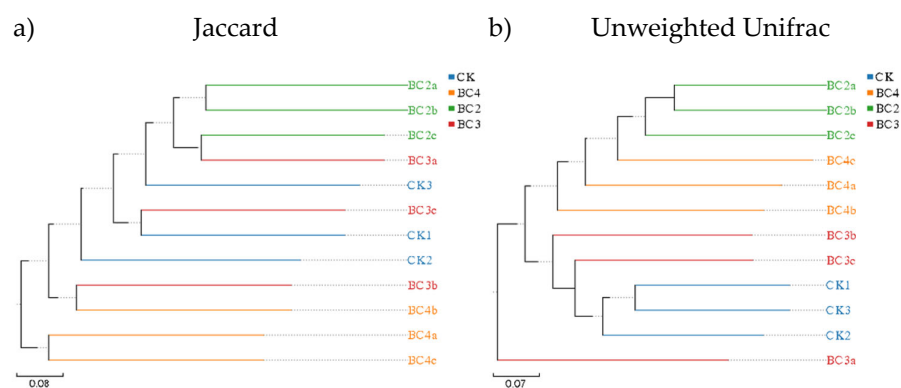 a) Jaccard
CK
BC4
BC2
BC3
BC2a
BC2b
BC2c
BC3a
CK3
BC3c
CK1
CK2
BC3b
BC4b
BC4a
BC4c
0.08
b) Unweighted Unifrac
CK
BC4
BC2
BC3
BC2a
BC2b
BC2c
BC4c
BC4a
BC4b
BC3b
BC3c
CK1
CK3
CK2
BC3a
0.07